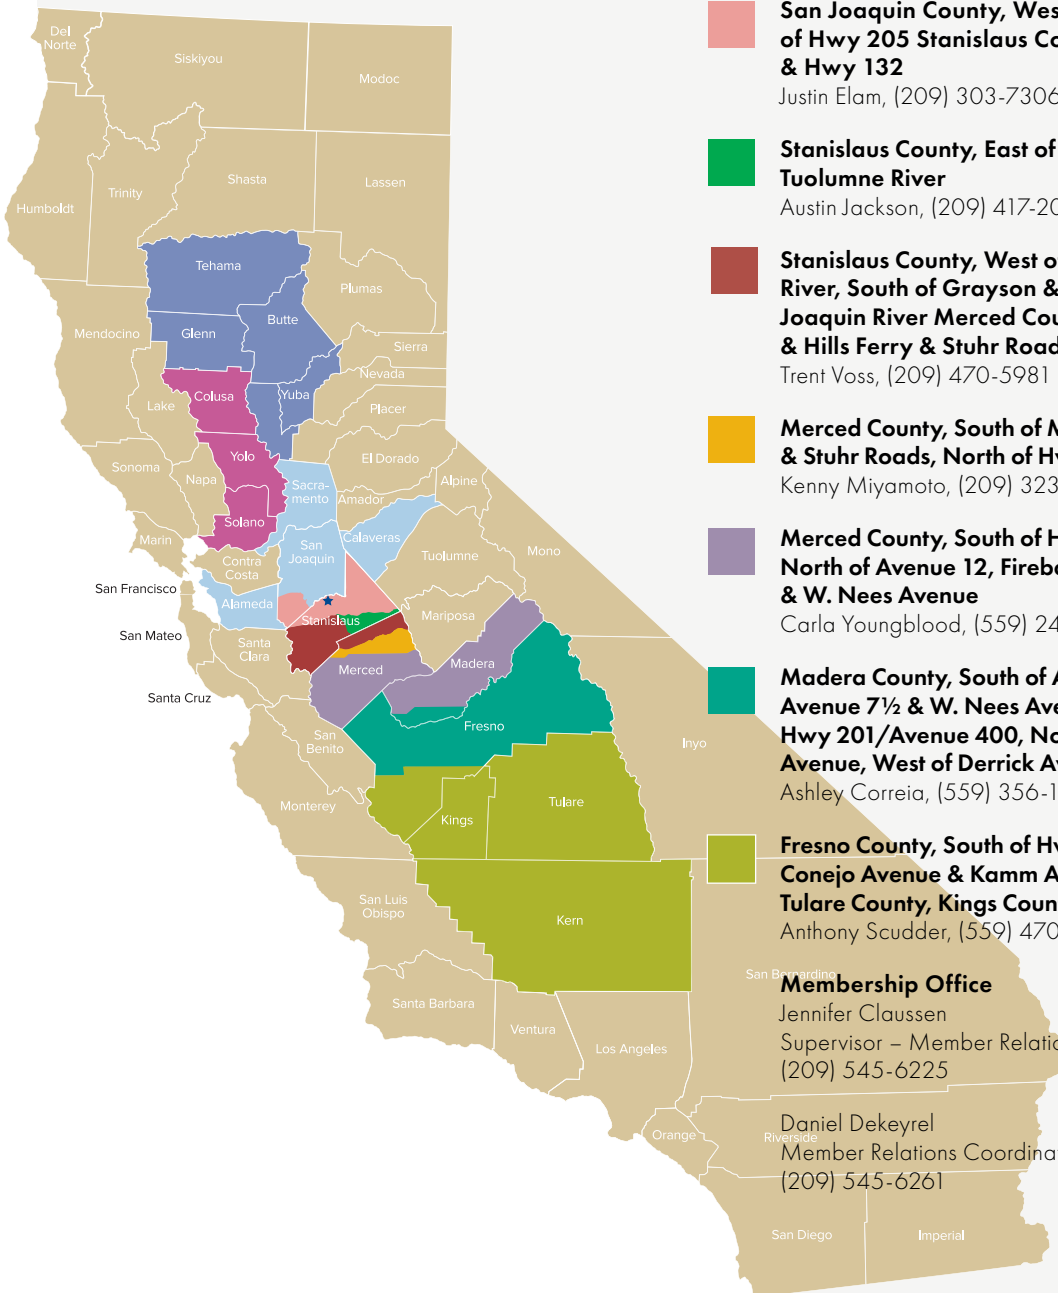 Del
Norte
Siskiyou
Modoc
Humboldt
Trinity
Shasta
Lassen
Tehama
Plumas
Mendocino
Glenn
Butte
Sierra
Nevada
Lake
Colusa
Yuba
Placer
Sonoma
Napa
Yolo
El Dorado
Sacra-
mento
Amador
Alpine
Marin
Solano
Contra
Costa
San
Joaquin
Calaveras
Tuolumne
Mono
San Francisco
Alameda
Stanislaus
Mariposa
San Mateo
Santa
Clara
Merced
Madera
Santa Cruz
San
Benito
Fresno
Inyo
Monterey
Kings
Tulare
San Luis
Obispo
Kern
San Bernardino
Santa Barbara
Ventura
Los Angeles
Orange
Riverside
San Diego
Imperial
San Joaquin County, Wes
of Hwy 205 Stanislaus Co
& Hwy 132
Justin Elam, (209) 303-7306
Stanislaus County, East of
Tuolumne River
Austin Jackson, (209) 417-20
Stanislaus County, West o
River, South of Grayson &
Joaquin River Merced Cou
& Hills Ferry & Stuhr Road
Trent Voss, (209) 470-5981
Merced County, South of M
& Stuhr Roads, North of Hw
Kenny Miyamoto, (209) 323
Merced County, South of H
North of Avenue 12, Fireba
& W. Nees Avenue
Carla Youngblood, (559) 24
Madera County, South of A
Avenue 7½ & W. Nees Ave
Hwy 201/Avenue 400, No
Avenue, West of Derrick Av
Ashley Correia, (559) 356-1
Fresno County, South of Hw
Conejo Avenue & Kamm A
Tulare County, Kings Coun
Anthony Scudder, (559) 470
Membership Office
Jennifer Claussen
Supervisor – Member Relatio
(209) 545-6225
Daniel Dekeyrel
Member Relations Coordina
(209) 545-6261